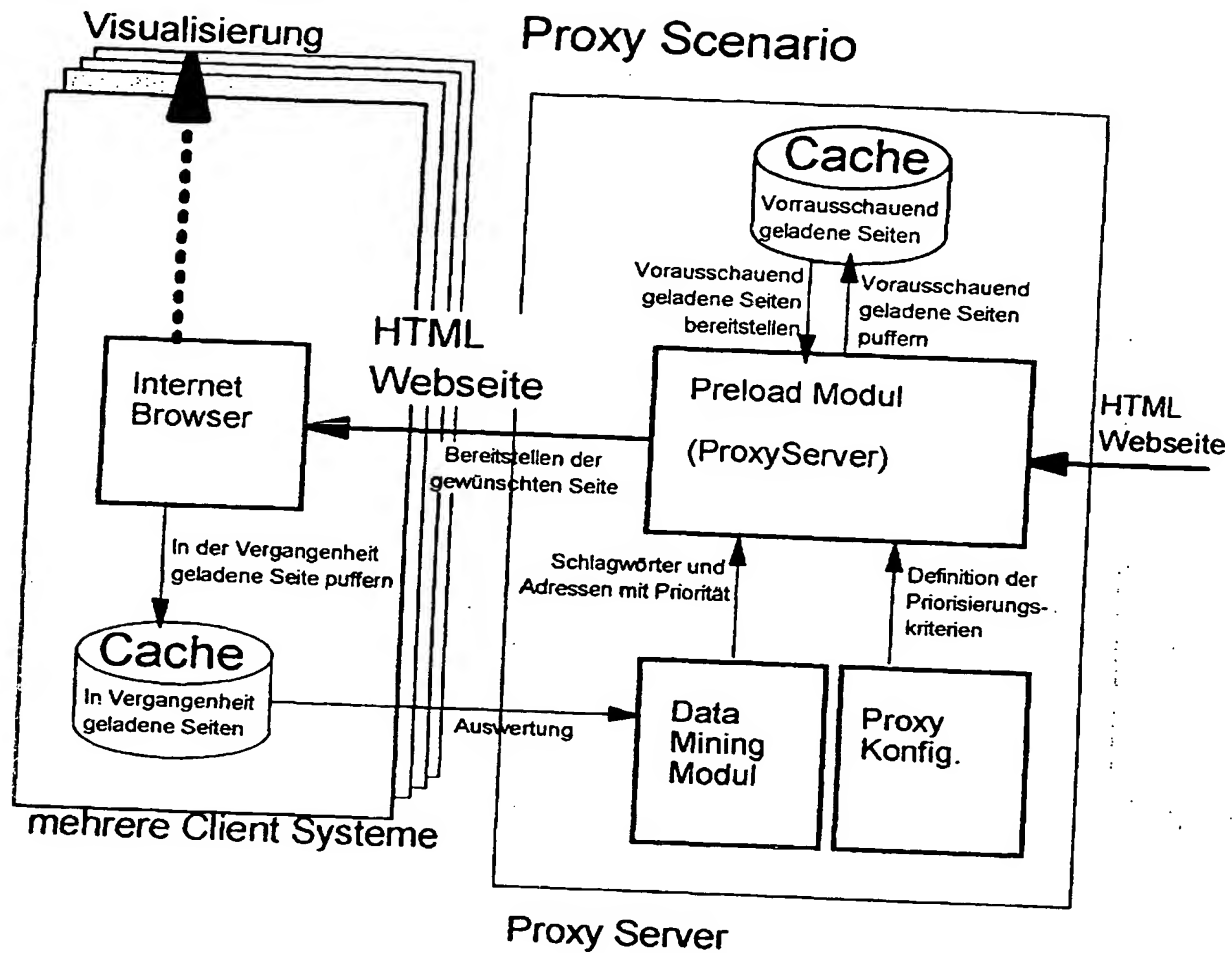 Visualisierung
Proxy Scenario
Cache
Vorrausschauend
geladene Seiten
Vorausschauend
geladene Seiten
bereitstellen
Vorausschauend
geladene Seiten
puffern
HTML
Webseite
Internet
Browser
Preload Modul
(ProxyServer)
HTML
Webseite
Bereitstellen der
gewünschten Seite
In der Vergangenheit
geladene Seite puffern
Schlagwörter und
Adressen mit Priorität
Definition der
Priorisierungs-
kriterien
Cache
In Vergangenheit
geladene Seiten
Auswertung
Data
Mining
Modul
Proxy
Konfig.
mehrere Client Systeme
Proxy Server